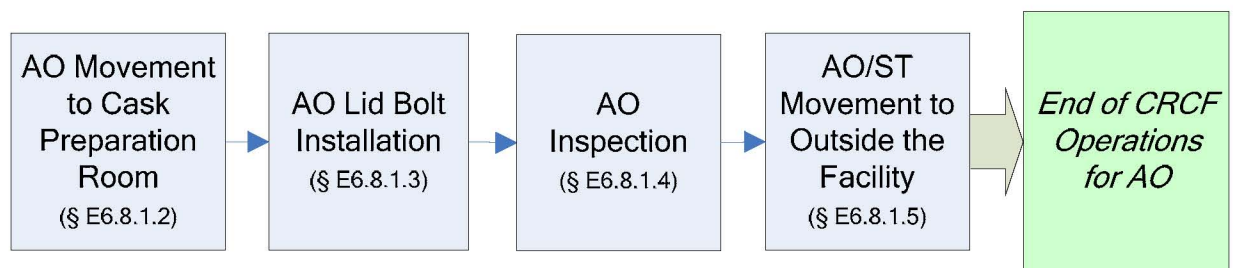 AO Movement
to Cask
Preparation
Room
(§ E6.8.1.2)
AO Lid Bolt
Installation
(§ E6.8.1.3)
AO
Inspection
(§ E6.8.1.4)
AO/ST
Movement to
Outside the
Facility
(§ E6.8.1.5)
End of CRCF
Operations
for AO